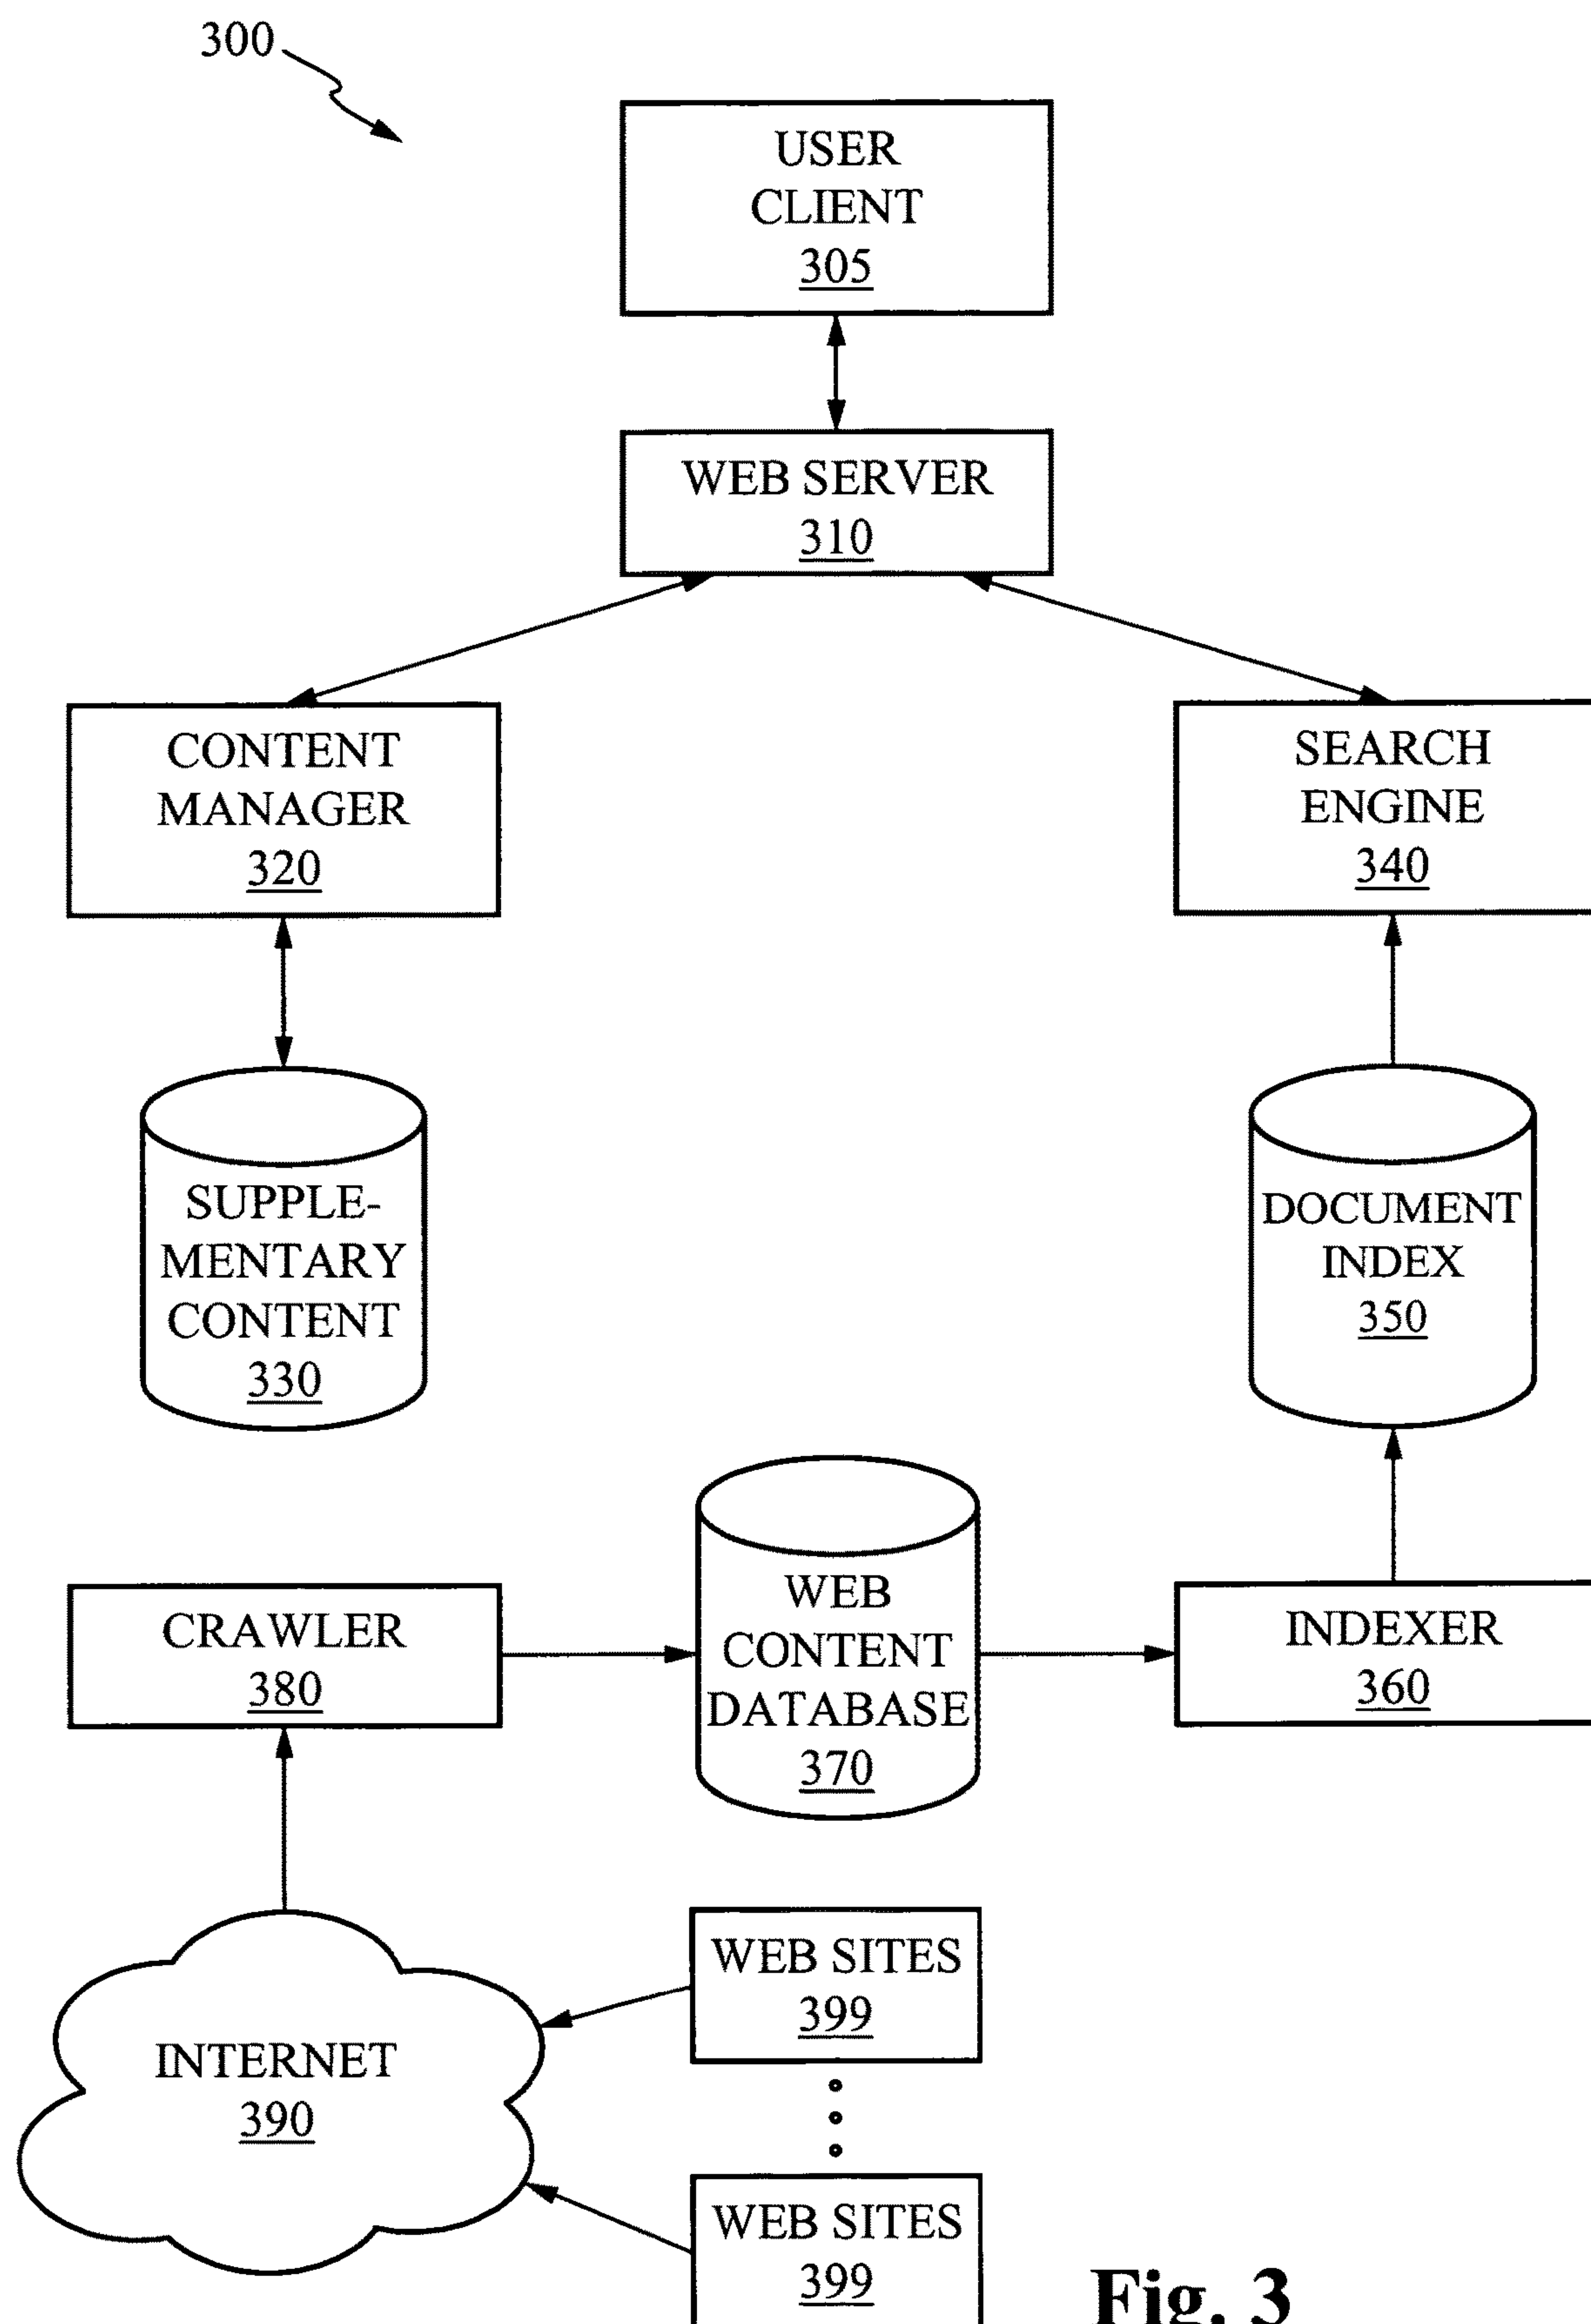 300
USER
CLIENT
305
WEB SERVER
310
CONTENT
MANAGER
320
SEARCH
ENGINE
340
SUPPLE-
MENTARY
CONTENT
330
DOCUMENT
INDEX
350
CRAWLER
380
WEB
CONTENT
DATABASE
370
INDEXER
360
INTERNET
390
WEB SITES
399
WEB SITES
399
Fig. 3